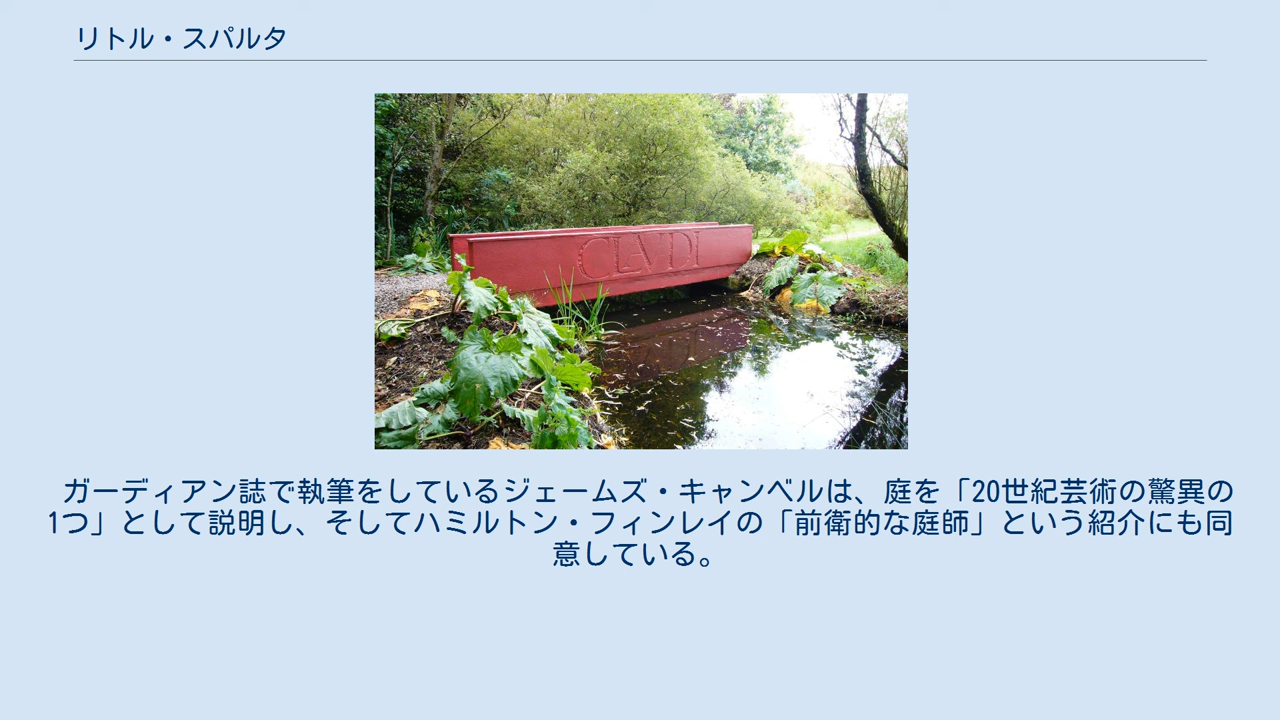 リトル・スパルタ
CLAVDI
ガーディアン誌で執筆をしているジェームズ・キャンベルは、庭を「20世紀芸術の驚異の
1つ」として説明し、そしてハミルトン・フィンレイの「前衛的な庭師」という紹介にも同
意している。